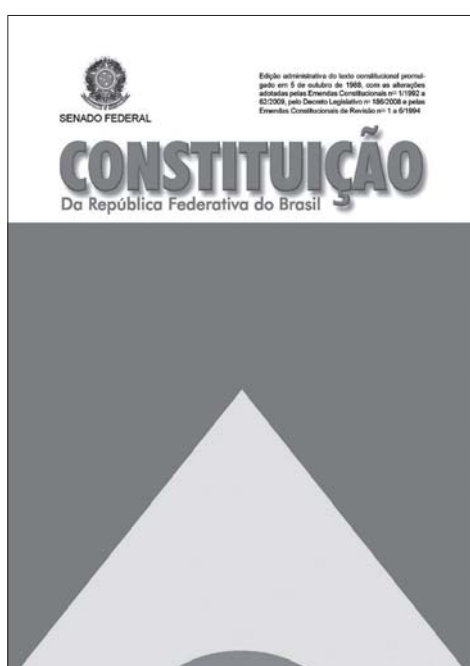 Edição administrativa do texto constitucional promul-
gado em 5 de outubro de 1988, com as alterações
adotadas pelas Emendas Constitucionais nos 1/1992 a
62/2009, pelo Decreto Legislativo nº 186/2008 e pelas
Emendas Constitucionais de Revisão nos 1 a 6/1994
SENADO FEDERAL
CONSTITUIÇÃO
Da República Federativa do Brasil